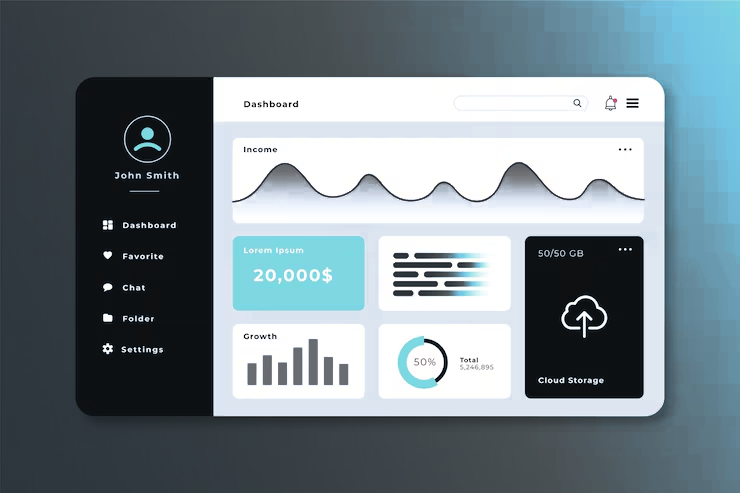 John Smith
Dashboard
Favorite
Chat
Folder
Settings
Dashboard
Income
Lorem Ipsum
20,000$
50/50 GB
Cloud Storage
Growth
50%
Total
5,246,895